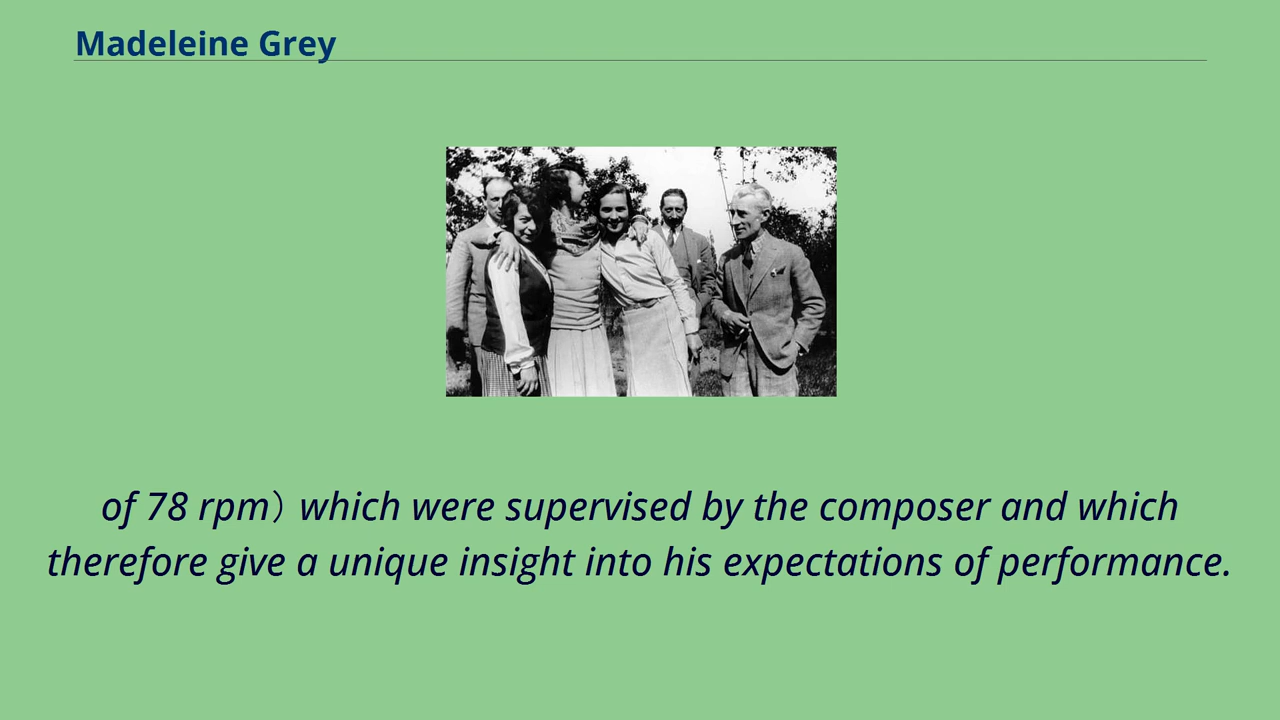 Madeleine Grey
of 78 rpm） which were supervised by the composer and which
therefore give a unique insight into his expectations of performance.